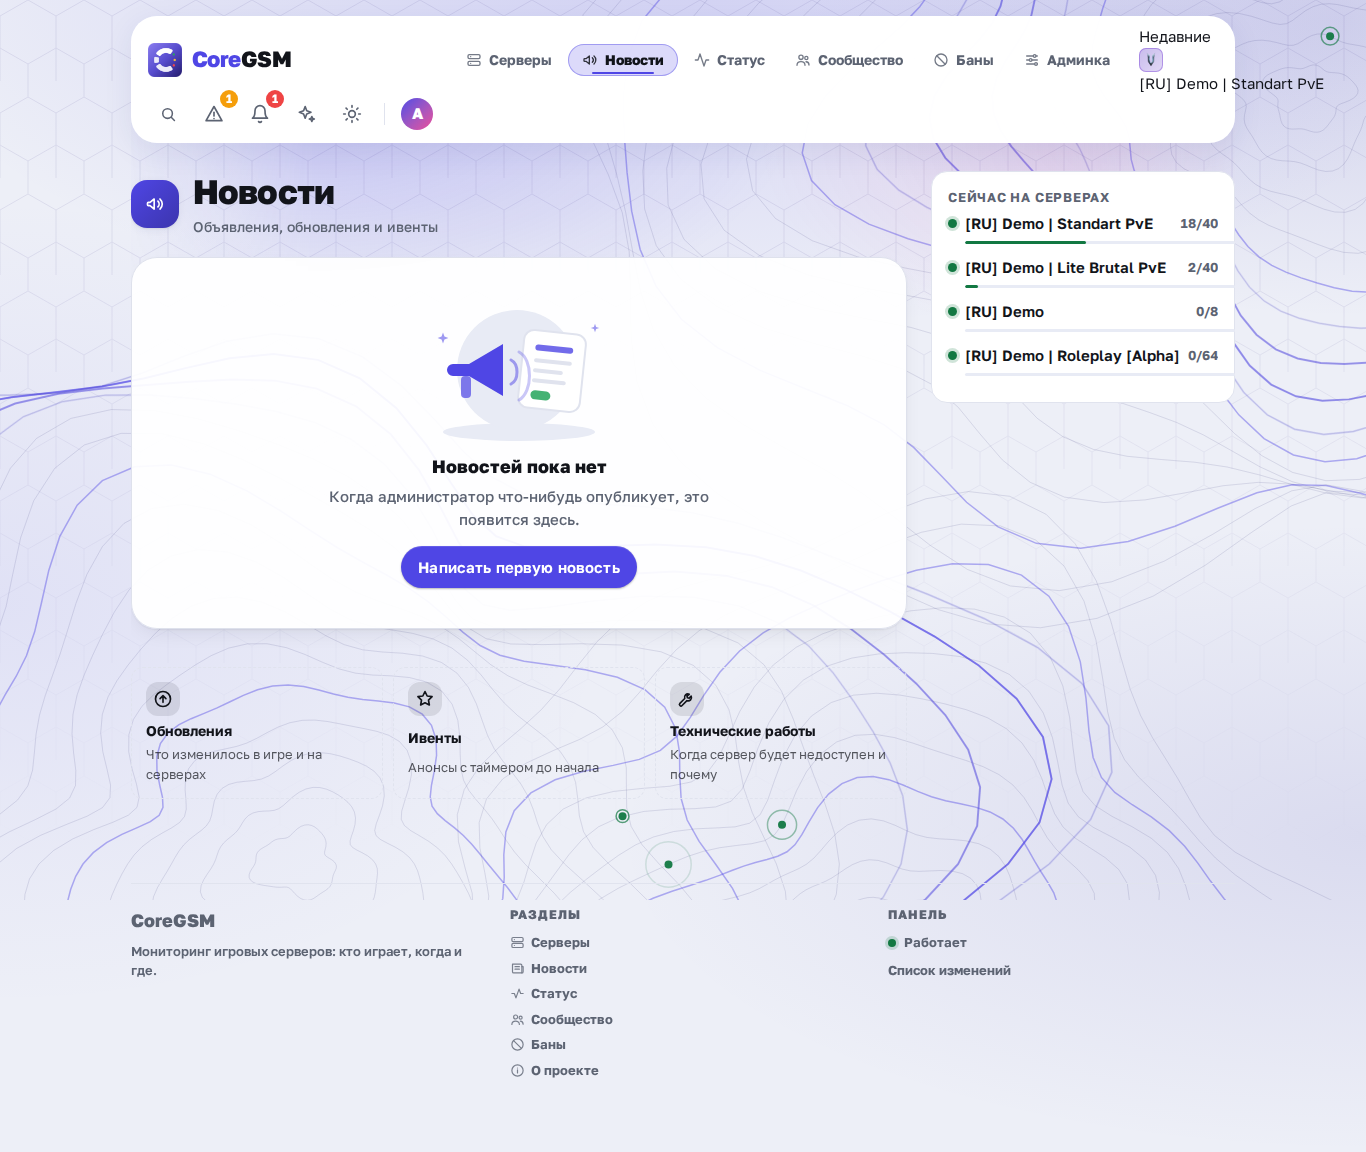 CoreGSM
Серверы
Новости
Статус
Сообщество
Баны
Админка
Недавние
[RU] Demo | Standart PvE
1
1
A
Новости
Объявления, обновления и ивенты
Новостей пока нет
Когда администратор что-нибудь опубликует, это
появится здесь.
Написать первую новость
СЕЙЧАС НА СЕРВЕРАХ
[RU] Demo | Standart PvE 18/40
[RU] Demo | Lite Brutal PvE 2/40
[RU] Demo 0/8
[RU] Demo | Roleplay [Alpha] 0/64
Обновления
Что изменилось в игре и на
серверах
Ивенты
Анонсы с таймером до начала
Технические работы
Когда сервер будет недоступен и
почему
CoreGSM
Мониторинг игровых серверов: кто играет, когда и
где.
РАЗДЕЛЫ
Серверы
Новости
Статус
Сообщество
Баны
О проекте
ПАНЕЛЬ
Работает
Список изменений